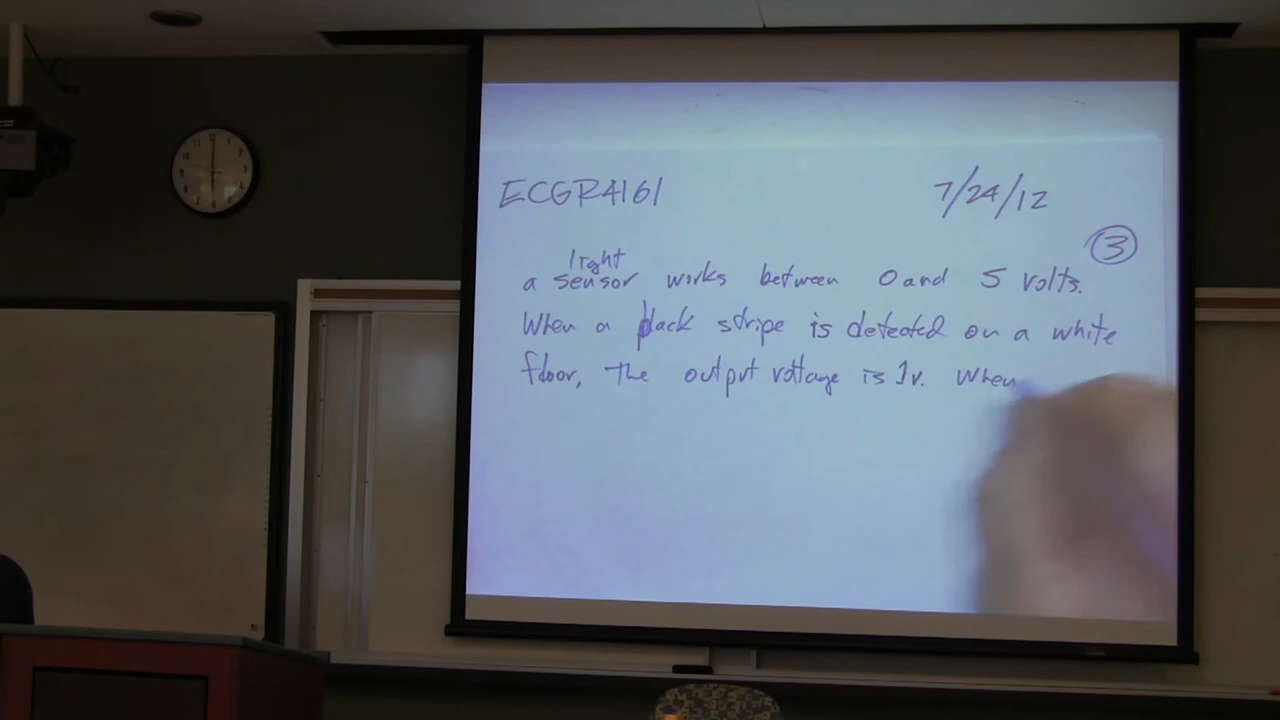 ECGR4161 7/24/12
3
light
a sensor works between 0 and 5 volts.
When a black stripe is detected on a white
floor, The output voltage is 1v. When